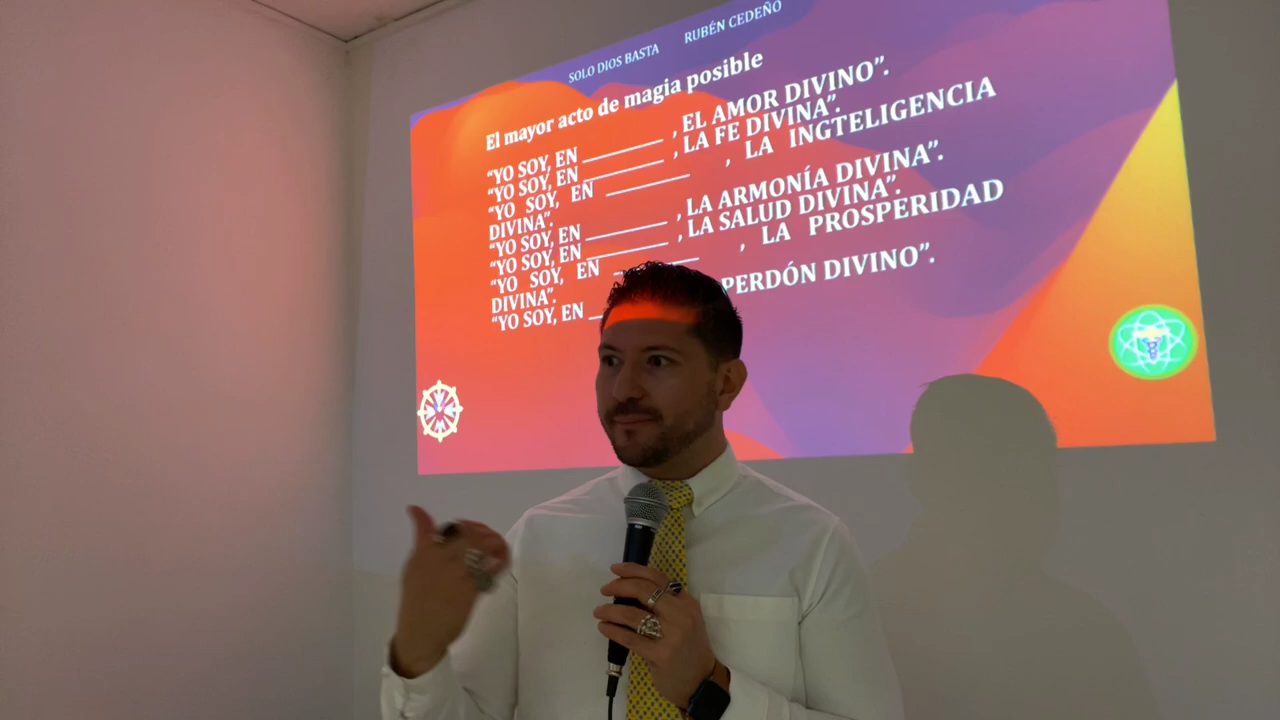 SOLO DIOS BASTA RUBÉN CEDEÑO
El mayor acto de magia posible
“YO SOY, EN ________ , EL AMOR DIVINO”.
“YO SOY, EN ________ , LA FE DIVINA”.
“YO SOY, EN ________ , LA INGTELIGENCIA
DIVINA”.
“YO SOY, EN ________ , LA ARMONÍA DIVINA”.
“YO SOY, EN ________ , LA SALUD DIVINA”.
“YO SOY, EN ________ , LA PROSPERIDAD
DIVINA”.
“YO SOY, EN _ PERDÓN DIVINO”.